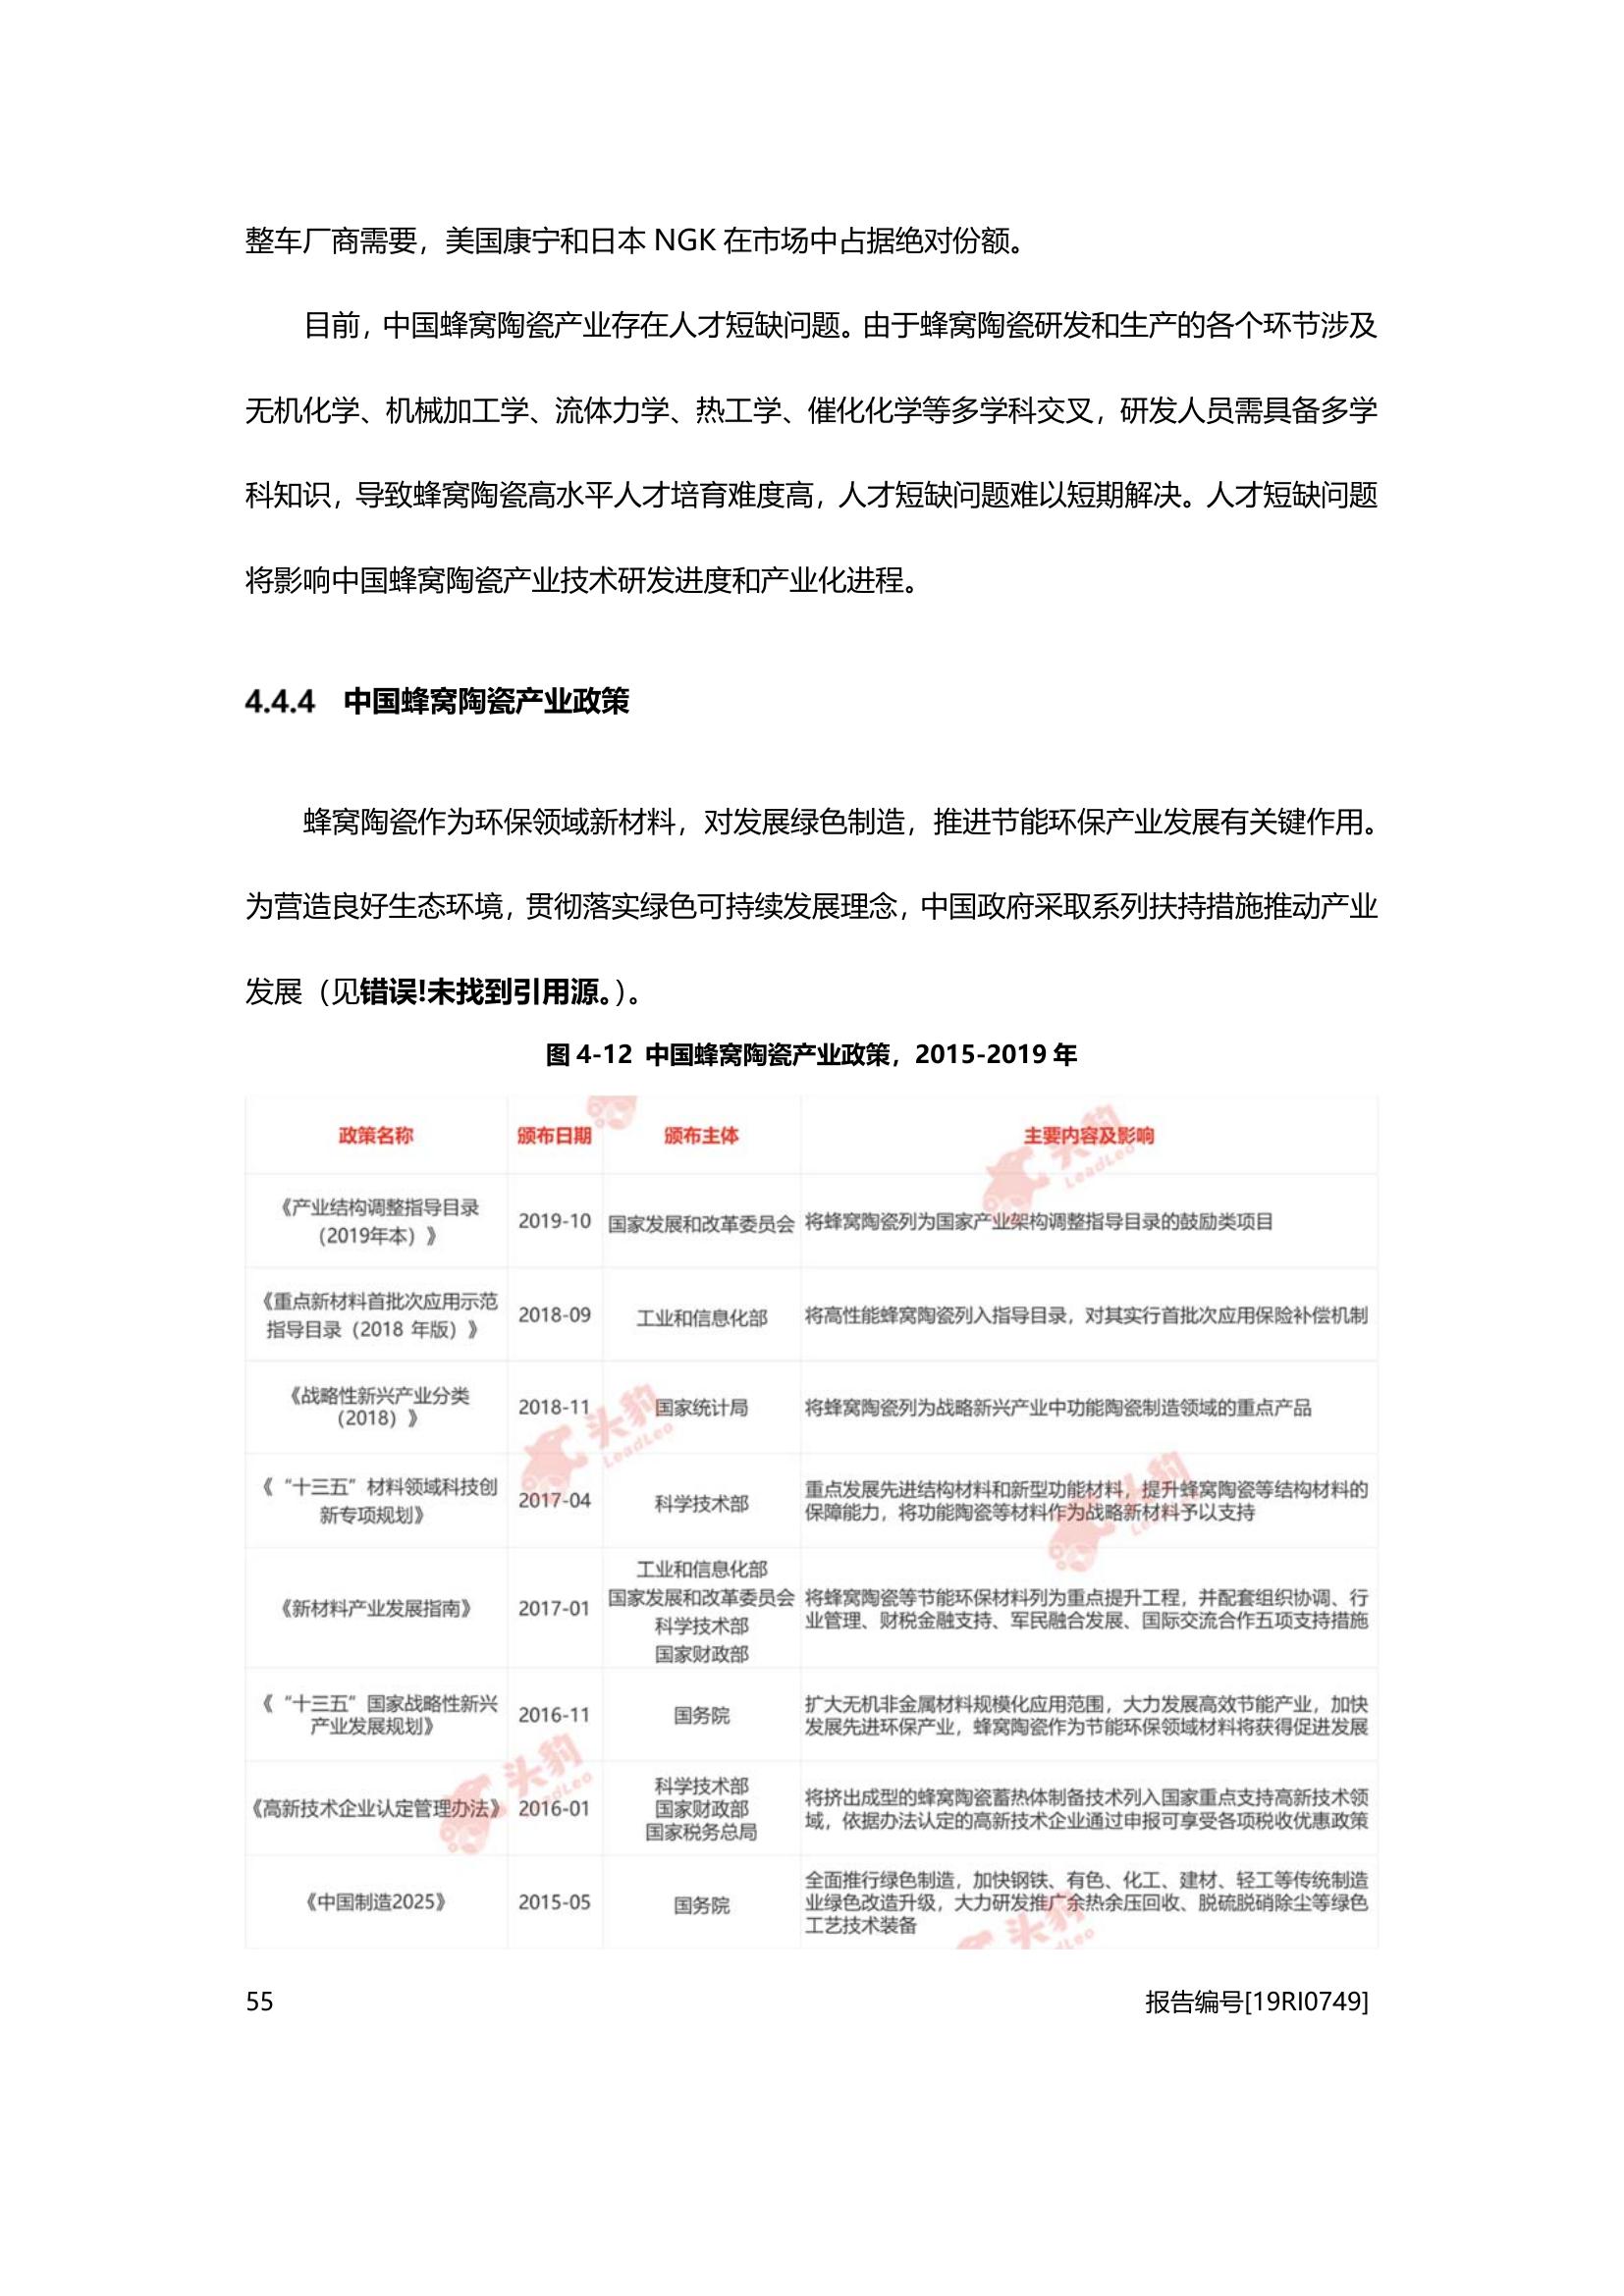 整车厂商需要，美国康宁和日本 NGK 在市场中占据绝对份额。
目前，中国蜂窝陶瓷产业存在人才短缺问题。由于蜂窝陶瓷研发和生产的各个环节涉及
无机化学、机械加工学、流体力学、热工学、催化化学等多学科交叉，研发人员需具备多学
科知识，导致蜂窝陶瓷高水平人才培育难度高，人才短缺问题难以短期解决。人才短缺问题
将影响中国蜂窝陶瓷产业技术研发进度和产业化进程。
4.4.4 中国蜂窝陶瓷产业政策
蜂窝陶瓷作为环保领域新材料，对发展绿色制造，推进节能环保产业发展有关键作用。
为营造良好生态环境，贯彻落实绿色可持续发展理念，中国政府采取系列扶持措施推动产业
发展（见错误!未找到引用源。）。
图 4-12 中国蜂窝陶瓷产业政策，2015-2019 年
政策名称 颁布日期 颁布主体 主要内容及影响
《产业结构调整指导目录
（2019年本）》
2019-10 国家发展和改革委员会 将蜂窝陶瓷列为国家产业架构调整指导目录的鼓励类项目
《重点新材料首批次应用示范
指导目录（2018 年版）》
2018-09 工业和信息化部 将高性能蜂窝陶瓷列入指导目录，对其实行首批次应用保险补偿机制
《战略性新兴产业分类
（2018）》
2018-11 国家统计局 将蜂窝陶瓷列为战略新兴产业中功能陶瓷制造领域的重点产品
《“十三五”材料领域科技创
新专项规划》
2017-04 科学技术部
重点发展先进结构材料和新型功能材料，提升蜂窝陶瓷等结构材料的
保障能力，将功能陶瓷等材料作为战略新材料予以支持
《新材料产业发展指南》 2017-01
工业和信息化部
国家发展和改革委员会
科学技术部
国家财政部
将蜂窝陶瓷等节能环保材料列为重点提升工程，并配套组织协调、行
业管理、财税金融支持、军民融合发展、国际交流合作五项支持措施
《“十三五”国家战略性新兴
产业发展规划》
2016-11 国务院
扩大无机非金属材料规模化应用范围，大力发展高效节能产业，加快
发展先进环保产业，蜂窝陶瓷作为节能环保领域材料将获得促进发展
《高新技术企业认定管理办法》 2016-01
科学技术部
国家财政部
国家税务总局
将挤出成型的蜂窝陶瓷蓄热体制备技术列入国家重点支持高新技术领
域，依据办法认定的高新技术企业通过申报可享受各项税收优惠政策
《中国制造2025》 2015-05 国务院
全面推行绿色制造，加快钢铁、有色、化工、建材、轻工等传统制造
业绿色改造升级，大力研发推广余热余压回收、脱硫脱硝除尘等绿色
工艺技术装备
头豹
LeadLeo
头豹
LeadLeo
头豹
LeadLeo
头豹
LeadLeo
头豹
55 报告编号[19RI0749]